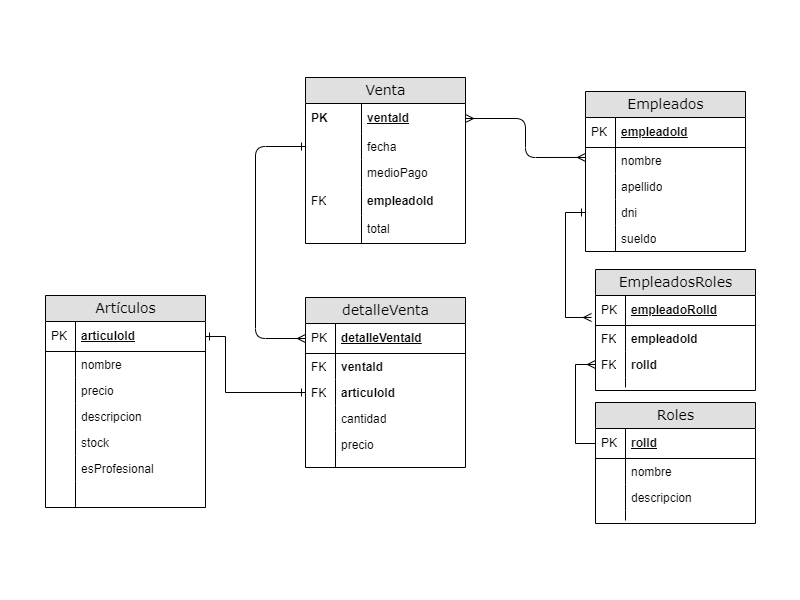 Venta
PK ventaId
fecha
medioPago
FK empleadoId
total
Empleados
PK empleadoId
nombre
apellido
dni
sueldo
Artículos
PK articuloId
nombre
precio
descripcion
stock
esProfesional
detalleVenta
PK detalleVentaId
FK ventaId
FK articuloId
cantidad
precio
EmpleadosRoles
PK empleadoRolId
FK empleadoId
FK rolId
Roles
PK rolId
nombre
descripcion